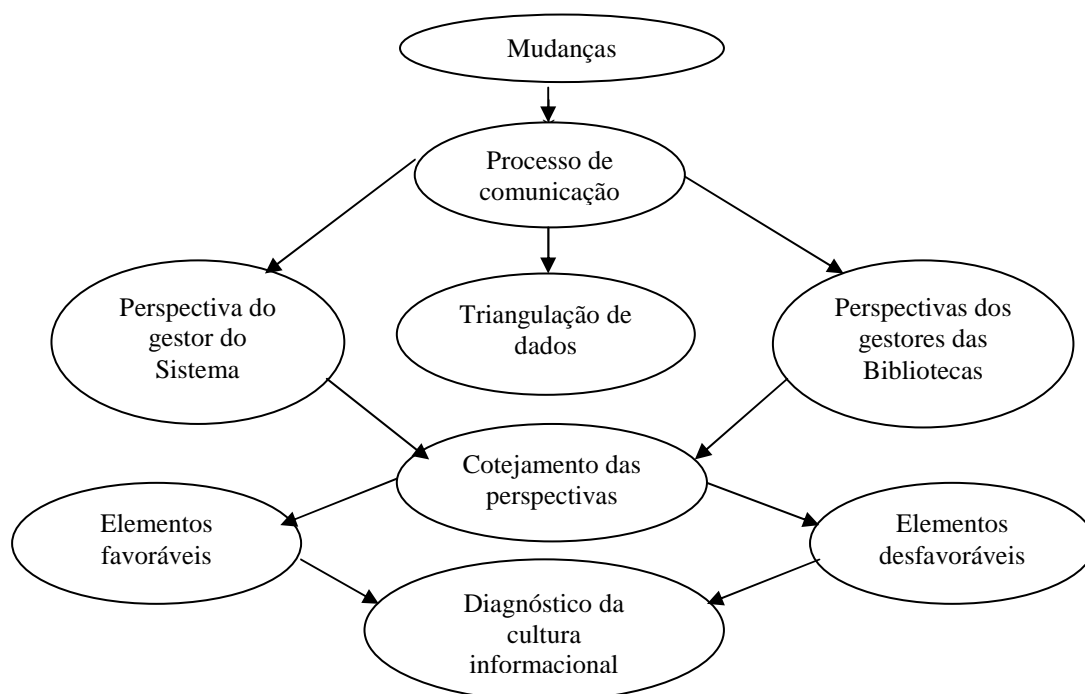 Mudanças
Processo de
comunicação
Perspectiva do
gestor do
Sistema
Triangulação de
dados
Perspectivas dos
gestores das
Bibliotecas
Cotejamento das
perspectivas
Elementos
favoráveis
Elementos
desfavoráveis
Diagnóstico da
cultura
informacional